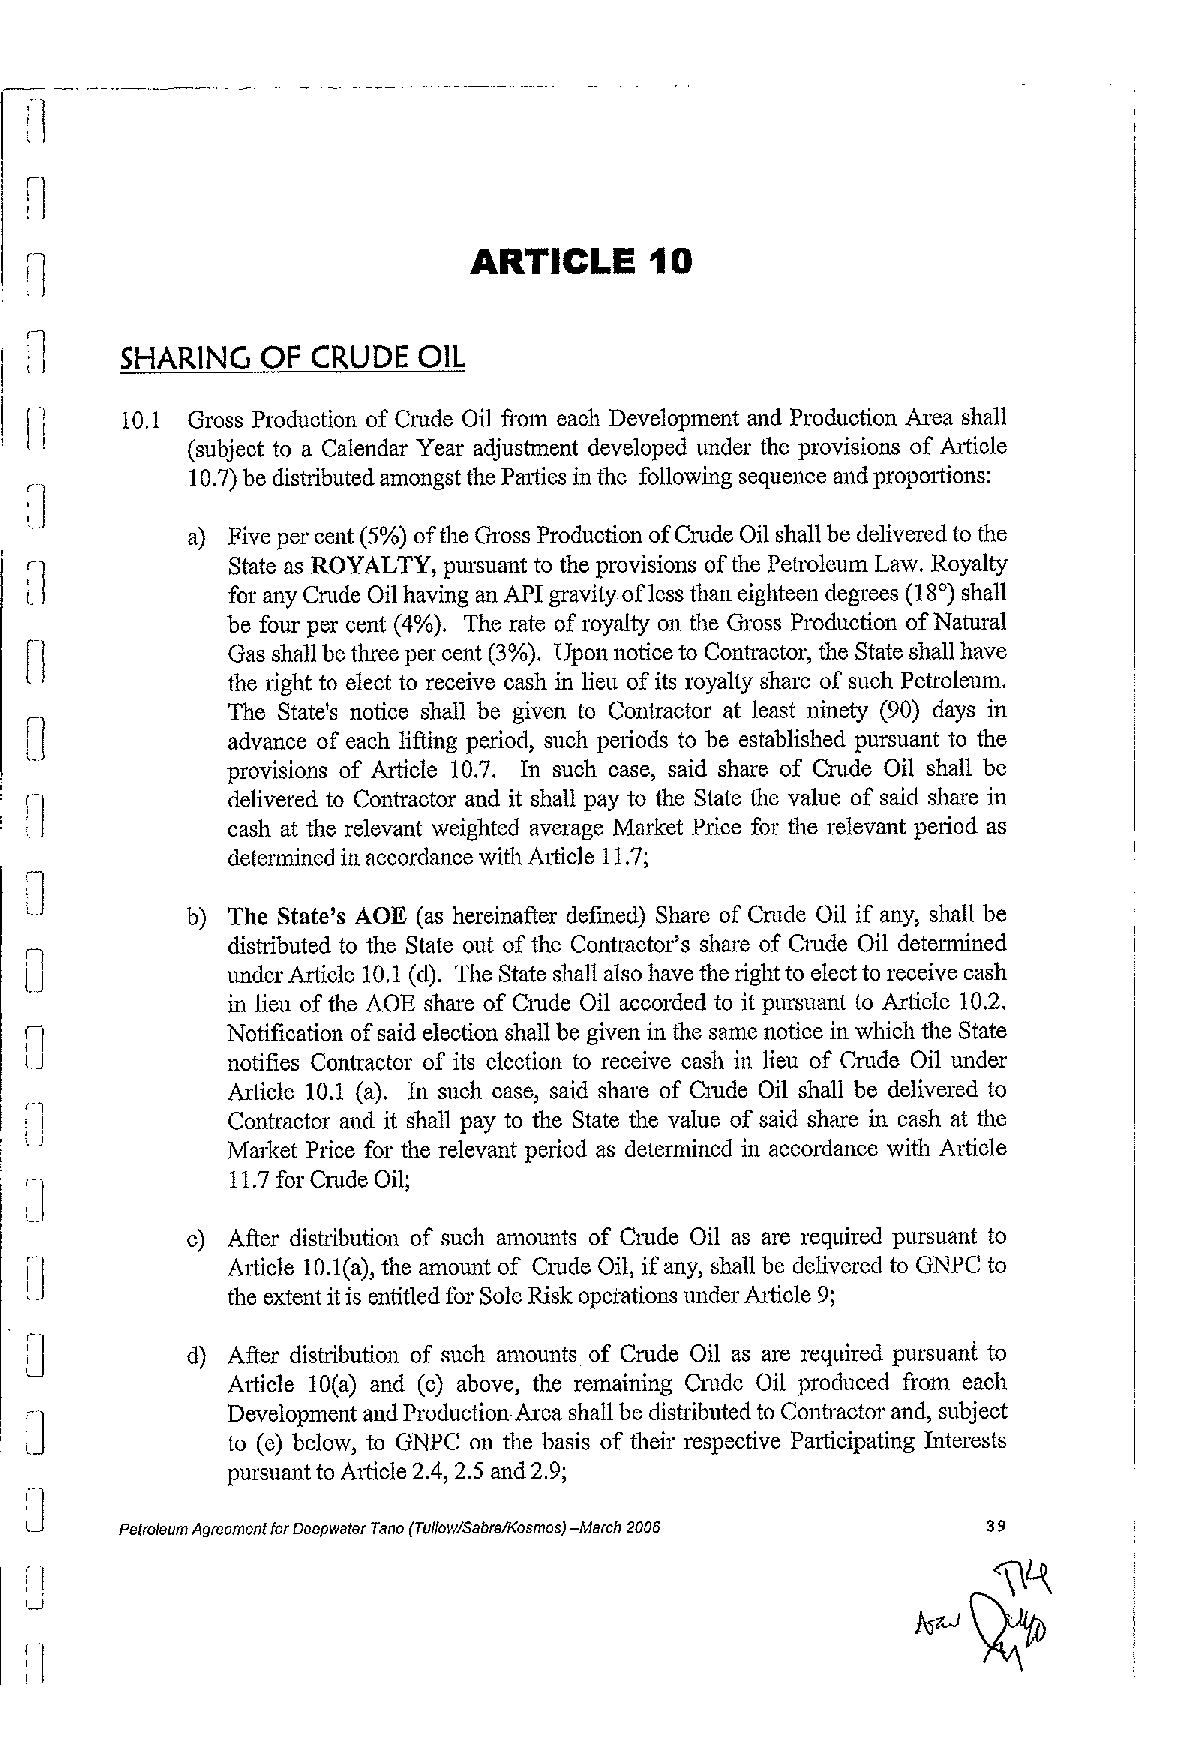 ARTICLE 10
SHARING OF CRUDE OIL
10.1 Gross Production of Crude Oil from each Development and Production Area shall
(subject to a Calendar Year adjustment developed under the provisions of Article
10.7) be distributed amongst the Parties in the following sequence and proportions:
a) Five per cent (5%) of the Gross Production of Crude Oil shall be delivered to the
State as ROYALTY, pursuant to the provisions of the Petroleum Law. Royalty
for any Crude Oil having an API gravity of less than eighteen degrees (18°) shall
be four per cent (4%). The rate of royalty on the Gross Production of Natural
Gas shall be three per cent (3%). Upon notice to Contractor, the State shall have
the right to elect to receive cash in lieu of its royalty share of such Petroleum.
The State's notice shall be given to Contractor at least ninety (90) days in
advance of each lifting period, such periods to be established pursuant to the
provisions of Article 10.7. In such case, said share of Crude Oil shall be
delivered to Contractor and it shall pay to the State the value of said share in
cash at the relevant weighted average Market Price for the relevant period as
determined in accordance with Article 11.7;
b) The State's AOE (as hereinafter defined) Share of Crude Oil if any, shall be
distributed to the State out of the Contractor's share of Crude Oil determined
under Article 10.1 (d). The State shall also have the right to elect to receive cash
in lieu of the AOE share of Crude Oil accorded to it pursuant to Article 10.2.
Notification of said election shall be given in the same notice in which the State
notifies Contractor of its election to receive cash in lieu of Crude Oil under
Article 10.1 (a). In such case, said share of Crude Oil shall be delivered to
Contractor and it shall pay to the State the value of said share in cash at the
Market Price for the relevant period as determined in accordance with Article
11.7 for Crude Oil;
c) After distribution of such amounts of Crude Oil as are required pursuant to
Article 10.1(a), the amount of Crude Oil, if any, shall be delivered to GNPC to
the extent it is entitled for Sole Risk operations under Article 9;
d) After distribution of such amounts of Crude Oil as are required pursuant to
Article 10(a) and (c) above, the remaining Crude Oil produced from each
Development and Production Area shall be distributed to Contractor and, subject
to (e) below, to GNPC on the basis of their respective Participating Interests
pursuant to Article 2.4, 2.5 and 2.9;
Petroleum Agreement for Deepwater Tano (Tullow/Sabre/Kosmos) –March 2006 39